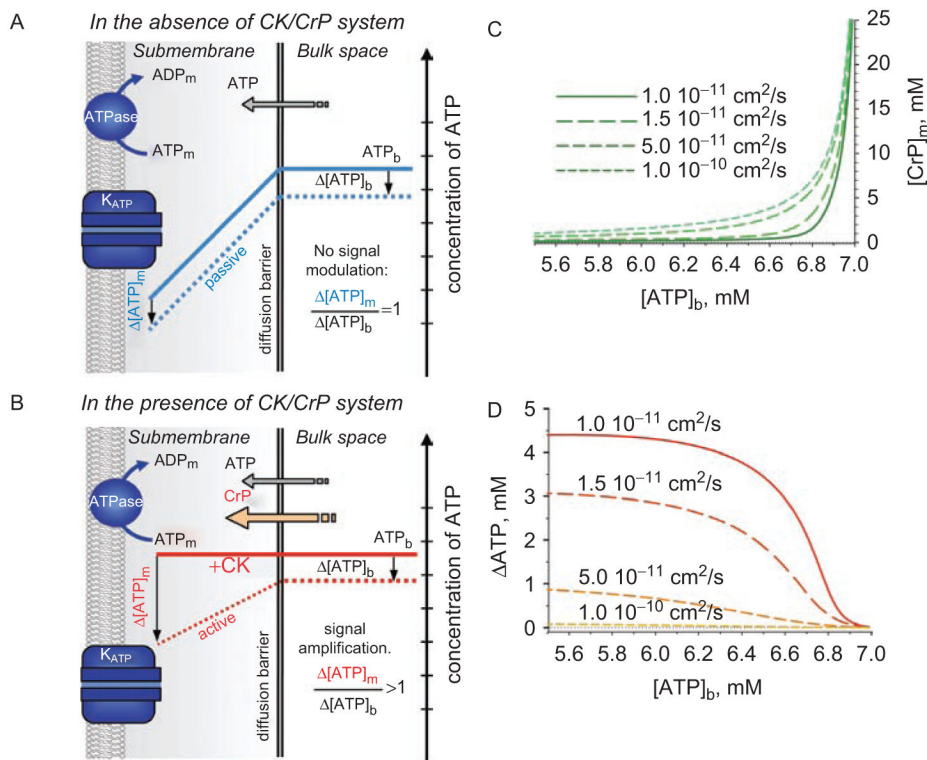 A
In the absence of CK/CrP system
Submembrane
Bulk space
ADPm
ATP
ATPase
ATPm
ATPb
Δ[ATP]b
KATP
passive
Δ[ATP]m
diffusion barrier
No signal
modulation:
Δ[ATP]m
Δ[ATP]b
=1
concentration of ATP
B
In the presence of CK/CrP system
Submembrane
Bulk space
ADPm
ATP
CrP
ATPase
ATPm
ATPb
+CK
Δ[ATP]b
Δ[ATP]m
active
KATP
diffusion barrier
signal
amplification.
Δ[ATP]m
Δ[ATP]b
>1
concentration of ATP
C
1.0 10⁻¹¹ cm²/s
1.5 10⁻¹¹ cm²/s
5.0 10⁻¹¹ cm²/s
1.0 10⁻¹⁰ cm²/s
25
20
15
10
5
0
[CrP]m, mM
5.6 5.8 6.0 6.2 6.4 6.6 6.8 7.0
[ATP]b, mM
D
5
4
3
2
1
0
ΔATP, mM
1.0 10⁻¹¹ cm²/s
1.5 10⁻¹¹ cm²/s
5.0 10⁻¹¹ cm²/s
1.0 10⁻¹⁰ cm²/s
5.6 5.8 6.0 6.2 6.4 6.6 6.8 7.0
[ATP]b, mM